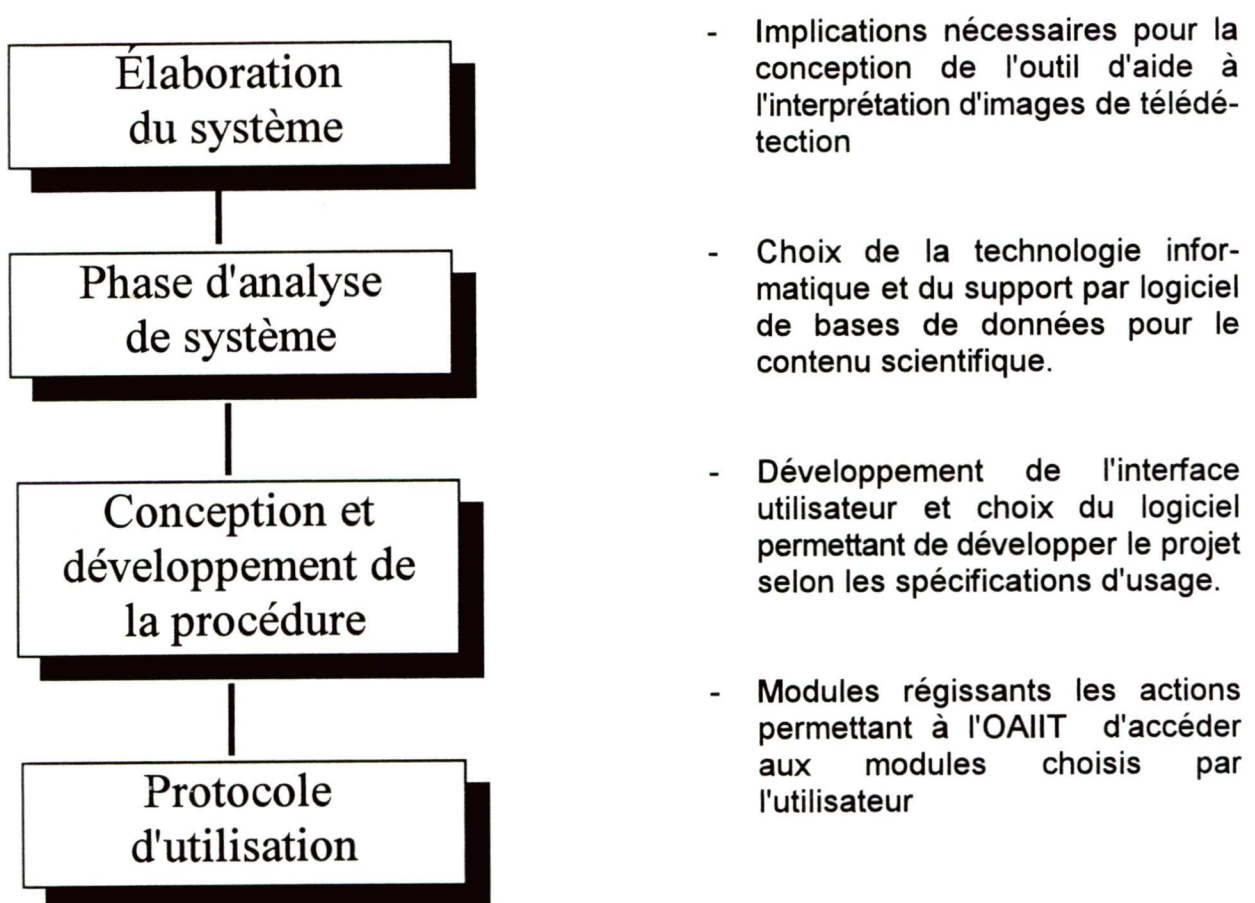 Élaboration
du système
- Implications nécessaires pour la
conception de l'outil d'aide à
l'interprétation d'images de télédé-
tection
Phase d'analyse
de système
- Choix de la technologie infor-
matique et du support par logiciel
de bases de données pour le
contenu scientifique.
Conception et
développement de
la procédure
- Développement de l'interface
utilisateur et choix du logiciel
permettant de développer le projet
selon les spécifications d'usage.
Protocole
d'utilisation
- Modules régissants les actions
permettant à l'OAIIT d'accéder
aux modules choisis par
l'utilisateur